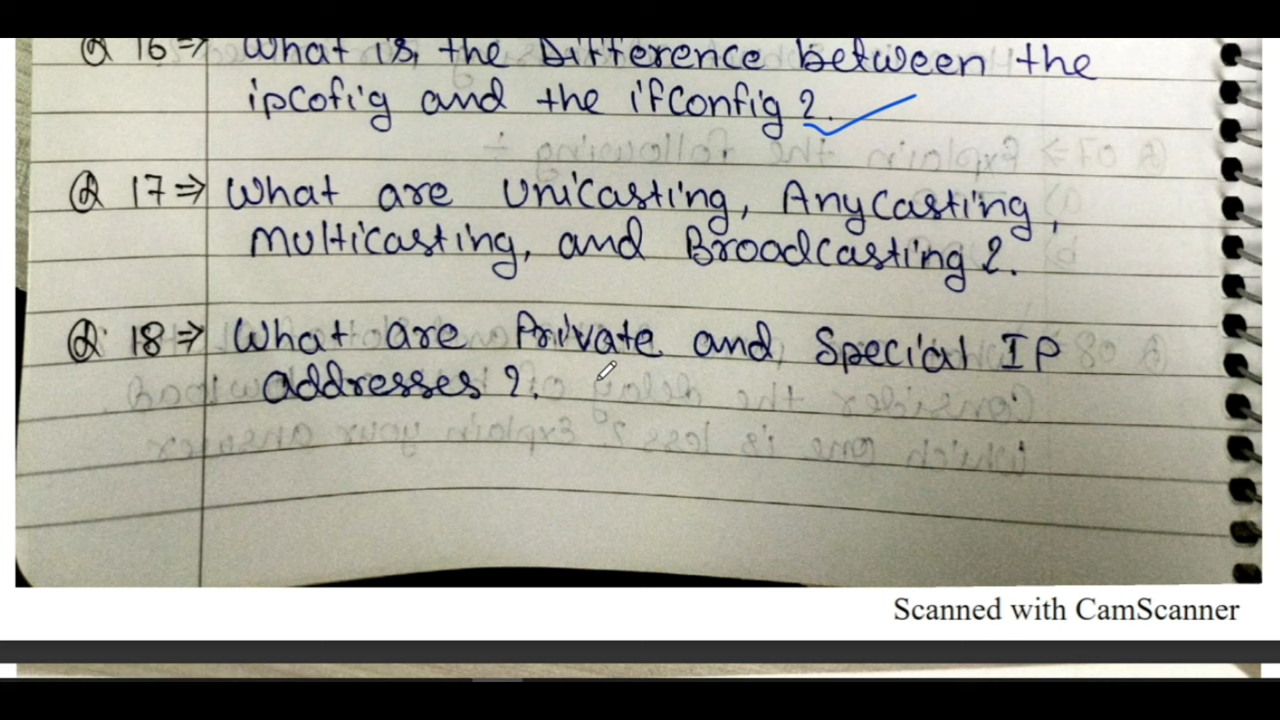 Q 16⇒ What is, the Difference between the
ipcofig and the ifconfig ?.
Q 17⇒ What are Unicasting, Anycasting,
Multicasting, and Broadcasting ?.
Q 18⇒ What are Private and Special IP
addresses ?.
Scanned with CamScanner